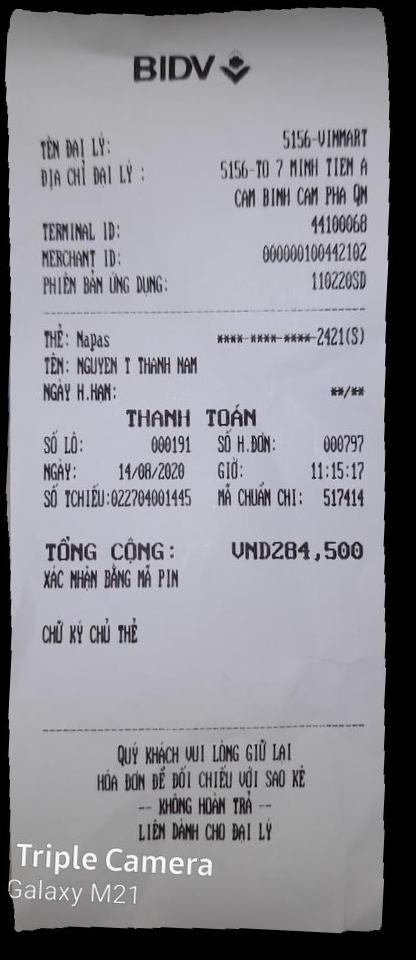 BIDV
TÊN ĐẠI LÝ: 5156-VINMART
ĐỊA CHỈ ĐẠI LÝ : 5156-TO 7 MINH TIEN A
CAM BINH CAM PHA QN
TERMINAL ID: 44100068
MERCHANT ID: 000000100442102
PHIÊN BẢN ỨNG DỤNG: 110220SD
THẺ: Napas **** **** ****2421(S)
TÊN: NGUYEN T THANH NAM
NGÀY H.HẠN: **/**
THANH TOÁN
SỐ LÔ: 000191 SỐ H.ĐƠN: 000797
NGÀY: 14/08/2020 GIỜ: 11:15:17
SỐ TCHIẾU:022704001445 MÃ CHUẨN CHI: 517414
TỔNG CỘNG: VND284,500
XÁC NHẬN BẰNG MÃ PIN
CHỮ KÝ CHỦ THẺ
QUÝ KHÁCH VUI LÒNG GIỮ LẠI
HÓA ĐƠN ĐỂ ĐỐI CHIẾU VỚI SAO KÊ
-- KHÔNG HOÀN TRẢ --
LIÊN DÀNH CHO ĐẠI LÝ
Triple Camera
Galaxy M21